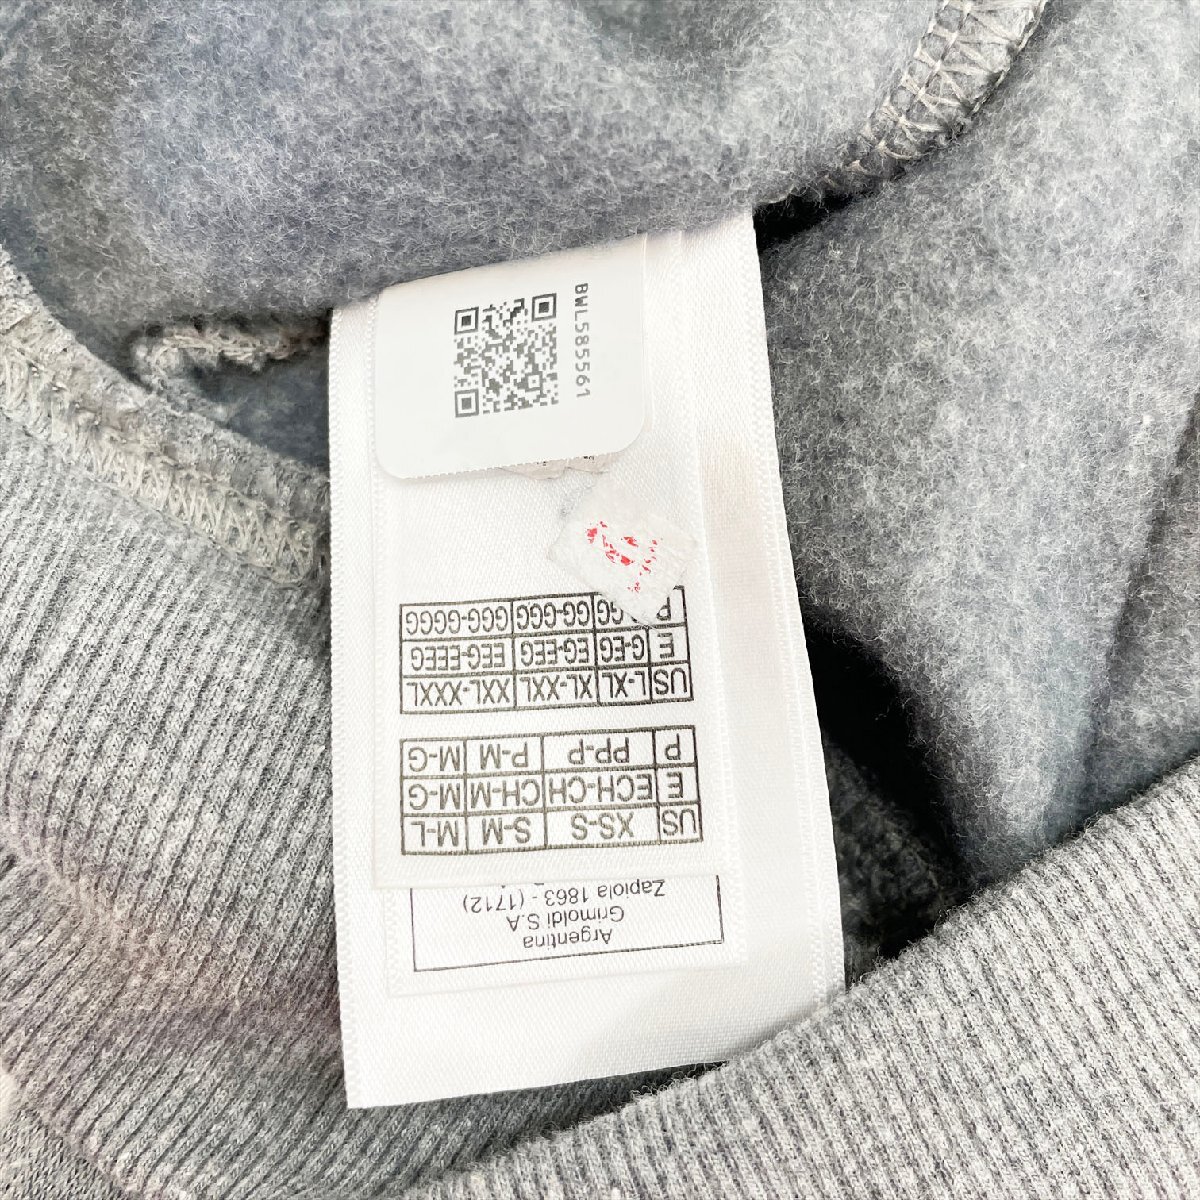 Argentina
Grimoldi S.A
Zapiola 1863 - (1712)
US XS-S S-M M-L
E ECH-CH CH-M M-G
P PP-P P-M M-G
US L-XL XL-XXL XXL-XXXL
E G-EG EG-EEG EEG-EEEG
P GG-GGG GGG-GGGG
BWL585561